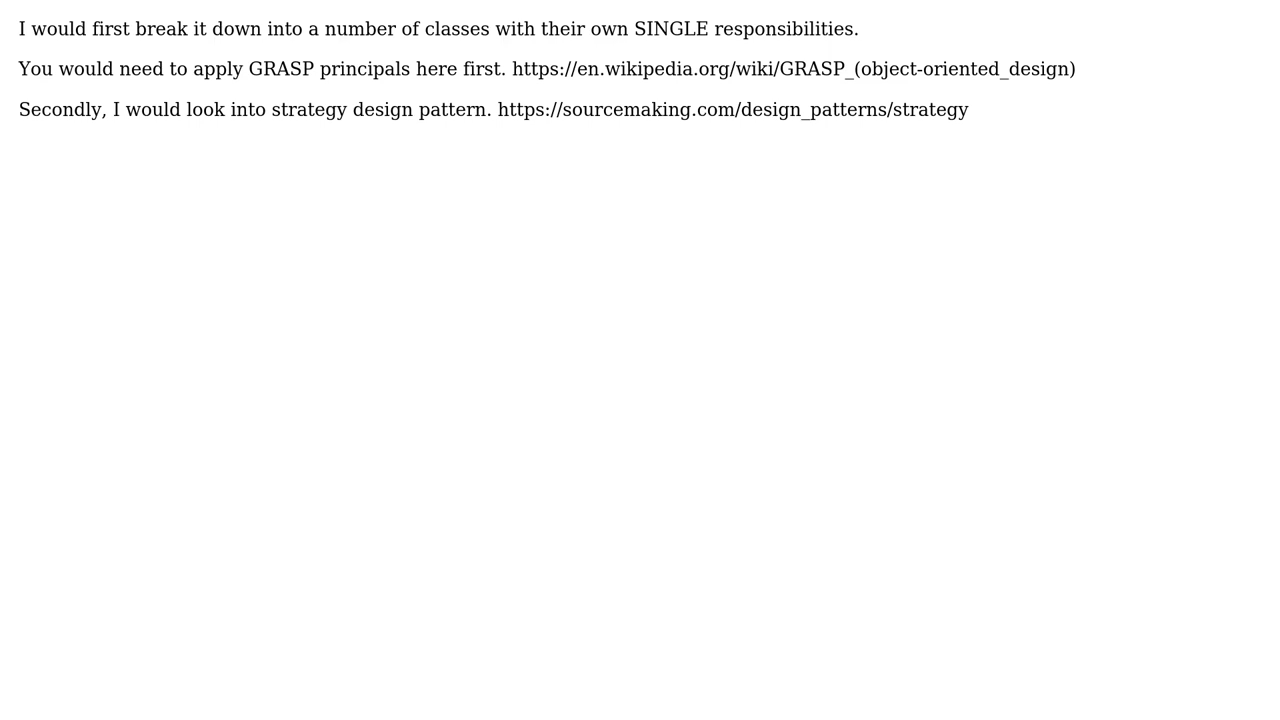 I would first break it down into a number of classes with their own SINGLE responsibilities.
You would need to apply GRASP principals here first. https://en.wikipedia.org/wiki/GRASP_(object-oriented_design)
Secondly, I would look into strategy design pattern. https://sourcemaking.com/design_patterns/strategy